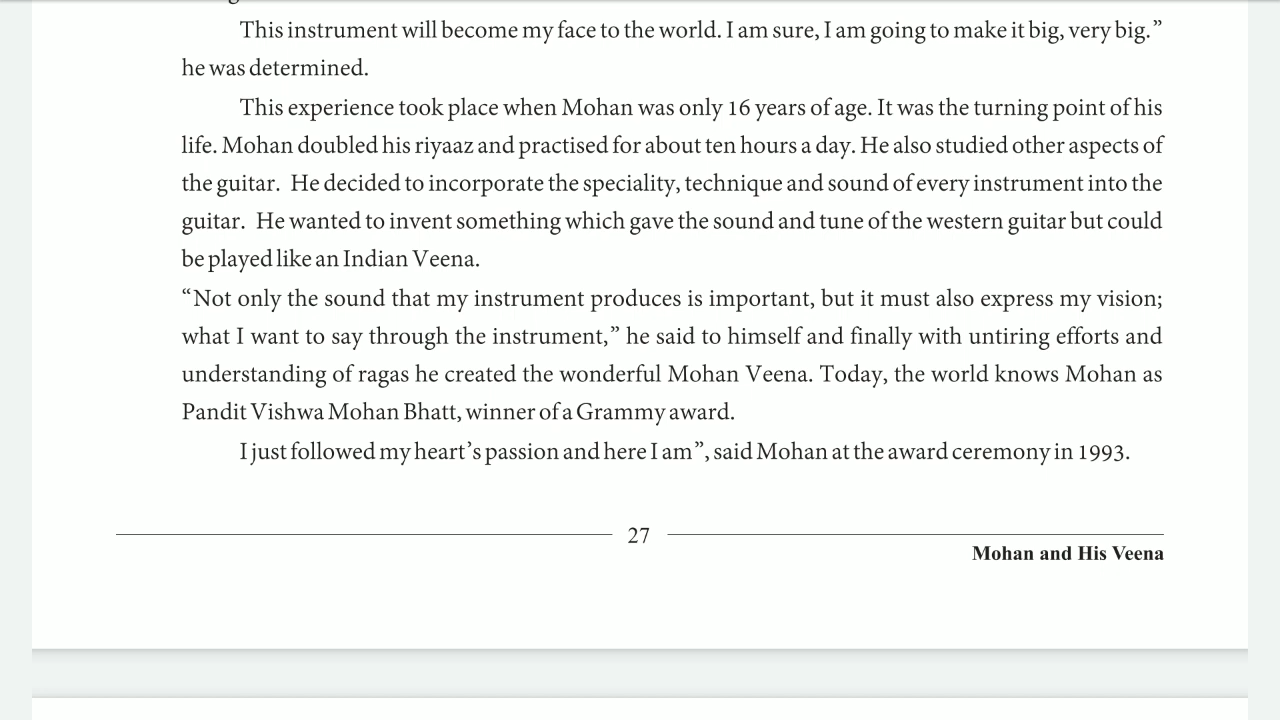 This instrument will become my face to the world. I am sure, I am going to make it big, very big.”
he was determined.
This experience took place when Mohan was only 16 years of age. It was the turning point of his
life. Mohan doubled his riyaaz and practised for about ten hours a day. He also studied other aspects of
the guitar.  He decided to incorporate the speciality, technique and sound of every instrument into the
guitar.  He wanted to invent something which gave the sound and tune of the western guitar but could
be played like an Indian Veena.
“Not only the sound that my instrument produces is important, but it must also express my vision;
what I want to say through the instrument,” he said to himself and finally with untiring efforts and
understanding of ragas he created the wonderful Mohan Veena. Today, the world knows Mohan as
Pandit Vishwa Mohan Bhatt, winner of a Grammy award.
I just followed my heart’s passion and here I am”, said Mohan at the award ceremony in 1993.
27
Mohan and His Veena